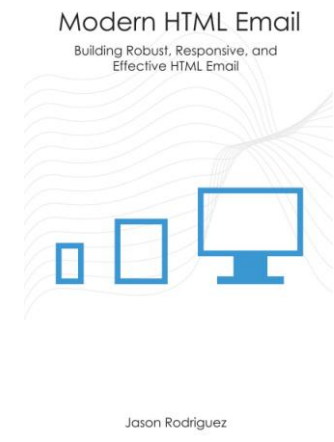 Modern HTML Email
Building Robust, Responsive, and
Effective HTML Email
Jason Rodriguez